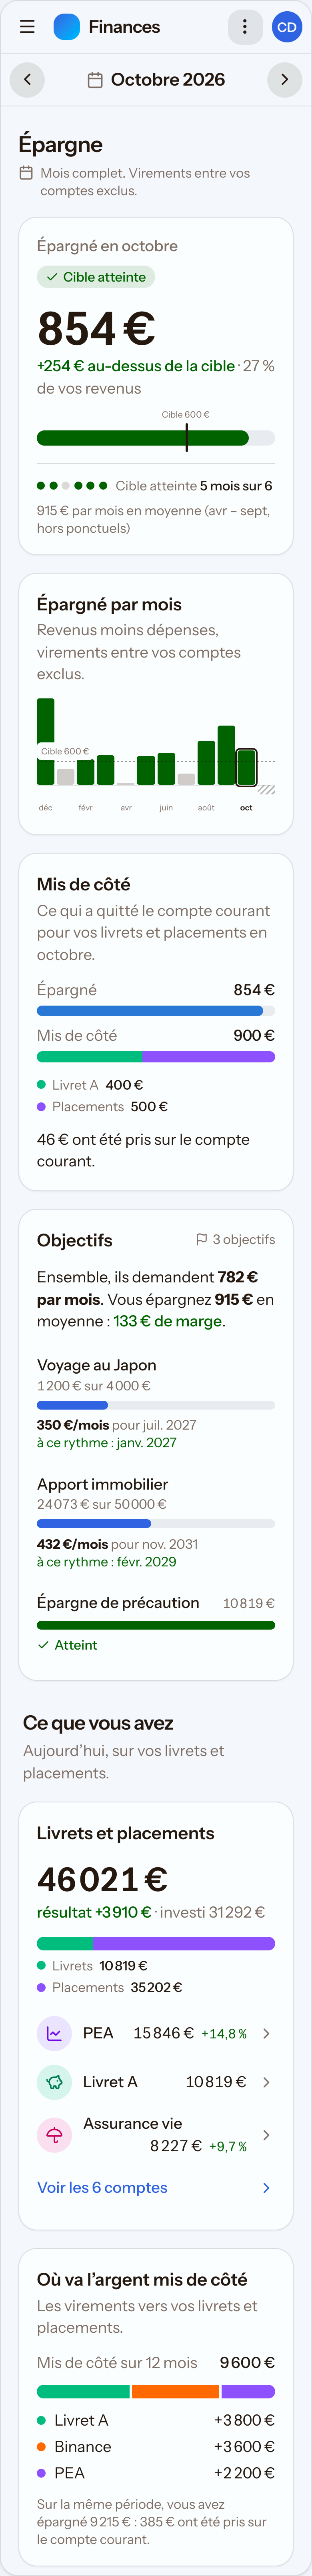 Finances
CD
Octobre 2026
Épargne
Mois complet. Virements entre vos
comptes exclus.
Épargné en octobre
Cible atteinte
854 €
+254 € au-dessus de la cible · 27 %
de vos revenus
Cible 600 €
Cible atteinte 5 mois sur 6
915 € par mois en moyenne (avr – sept,
hors ponctuels)
Épargné par mois
Revenus moins dépenses,
virements entre vos comptes
exclus.
Cible 600 €
déc févr avr juin août oct
Mis de côté
Ce qui a quitté le compte courant
pour vos livrets et placements en
octobre.
Épargné 854 €
Mis de côté 900 €
Livret A 400 €
Placements 500 €
46 € ont été pris sur le compte
courant.
Objectifs 3 objectifs
Ensemble, ils demandent 782 €
par mois. Vous épargnez 915 € en
moyenne : 133 € de marge.
Voyage au Japon
1 200 € sur 4 000 €
350 €/mois pour juil. 2027
à ce rythme : janv. 2027
Apport immobilier
24 073 € sur 50 000 €
432 €/mois pour nov. 2031
à ce rythme : févr. 2029
Épargne de précaution 10 819 €
Atteint
Ce que vous avez
Aujourd’hui, sur vos livrets et
placements.
Livrets et placements
46 021 €
résultat +3 910 € · investi 31 292 €
Livrets 10 819 €
Placements 35 202 €
PEA 15 846 € +14,8 %
Livret A 10 819 €
Assurance vie
8 227 € +9,7 %
Voir les 6 comptes
Où va l’argent mis de côté
Les virements vers vos livrets et
placements.
Mis de côté sur 12 mois 9 600 €
Livret A +3 800 €
Binance +3 600 €
PEA +2 200 €
Sur la même période, vous avez
épargné 9 215 € : 385 € ont été pris sur
le compte courant.